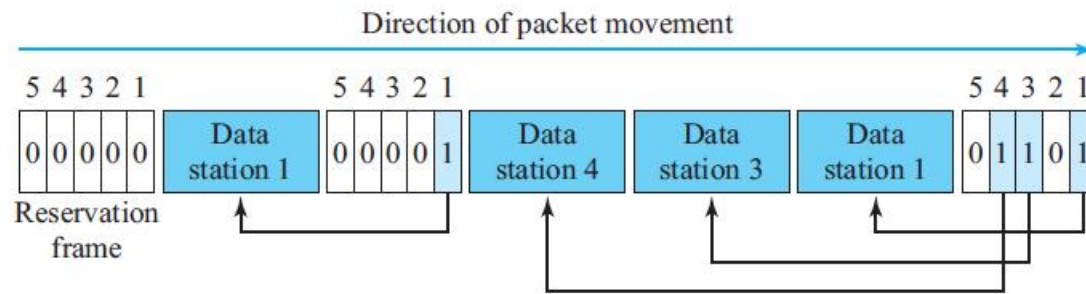 Direction of packet movement
5 4 3 2 1
5 4 3 2 1
5 4 3 2 1
0 0 0 0 0
Data
station 1
0 0 0 0 1
Data
station 4
Data
station 3
Data
station 1
0 1 1 0 1
Reservation
frame